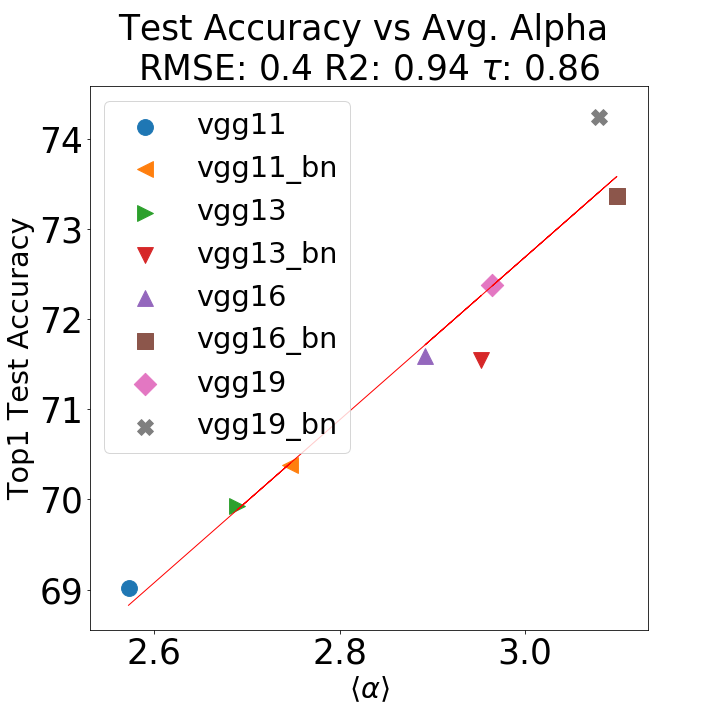 Test Accuracy vs Avg. Alpha
RMSE: 0.4 R2: 0.94 τ: 0.86
vgg11
vgg11_bn
vgg13
vgg13_bn
vgg16
vgg16_bn
vgg19
vgg19_bn
Top1 Test Accuracy
74
73
72
71
70
69
2.6 2.8 3.0
⟨α⟩